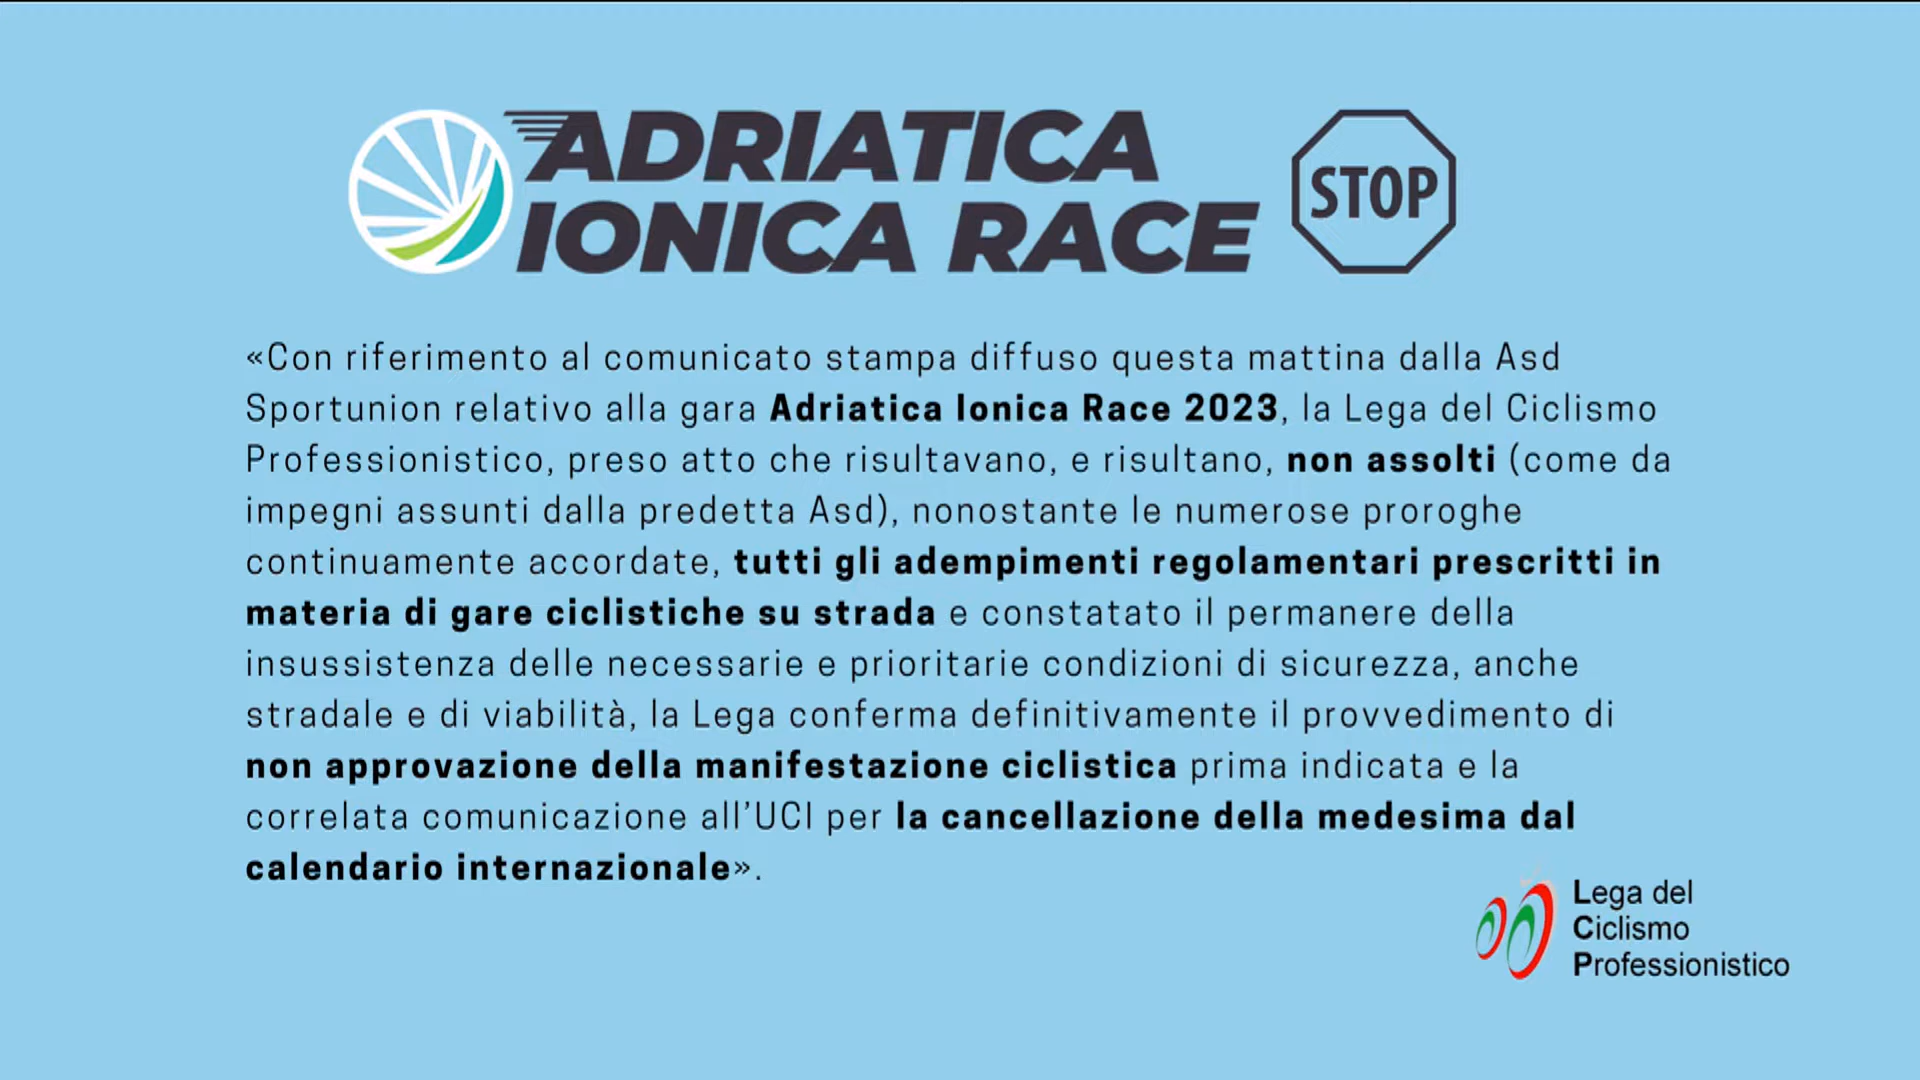 ADRIATICA
IONICA RACE
STOP
«Con riferimento al comunicato stampa diffuso questa mattina dalla Asd
Sportunion relativo alla gara Adriatica Ionica Race 2023, la Lega del Ciclismo
Professionistico, preso atto che risultavano, e risultano, non assolti (come da
impegni assunti dalla predetta Asd), nonostante le numerose proroghe
continuamente accordate, tutti gli adempimenti regolamentari prescritti in
materia di gare ciclistiche su strada e constatato il permanere della
insussistenza delle necessarie e prioritarie condizioni di sicurezza, anche
stradale e di viabilità, la Lega conferma definitivamente il provvedimento di
non approvazione della manifestazione ciclistica prima indicata e la
correlata comunicazione all’UCI per la cancellazione della medesima dal
calendario internazionale».
Lega del
Ciclismo
Professionistico